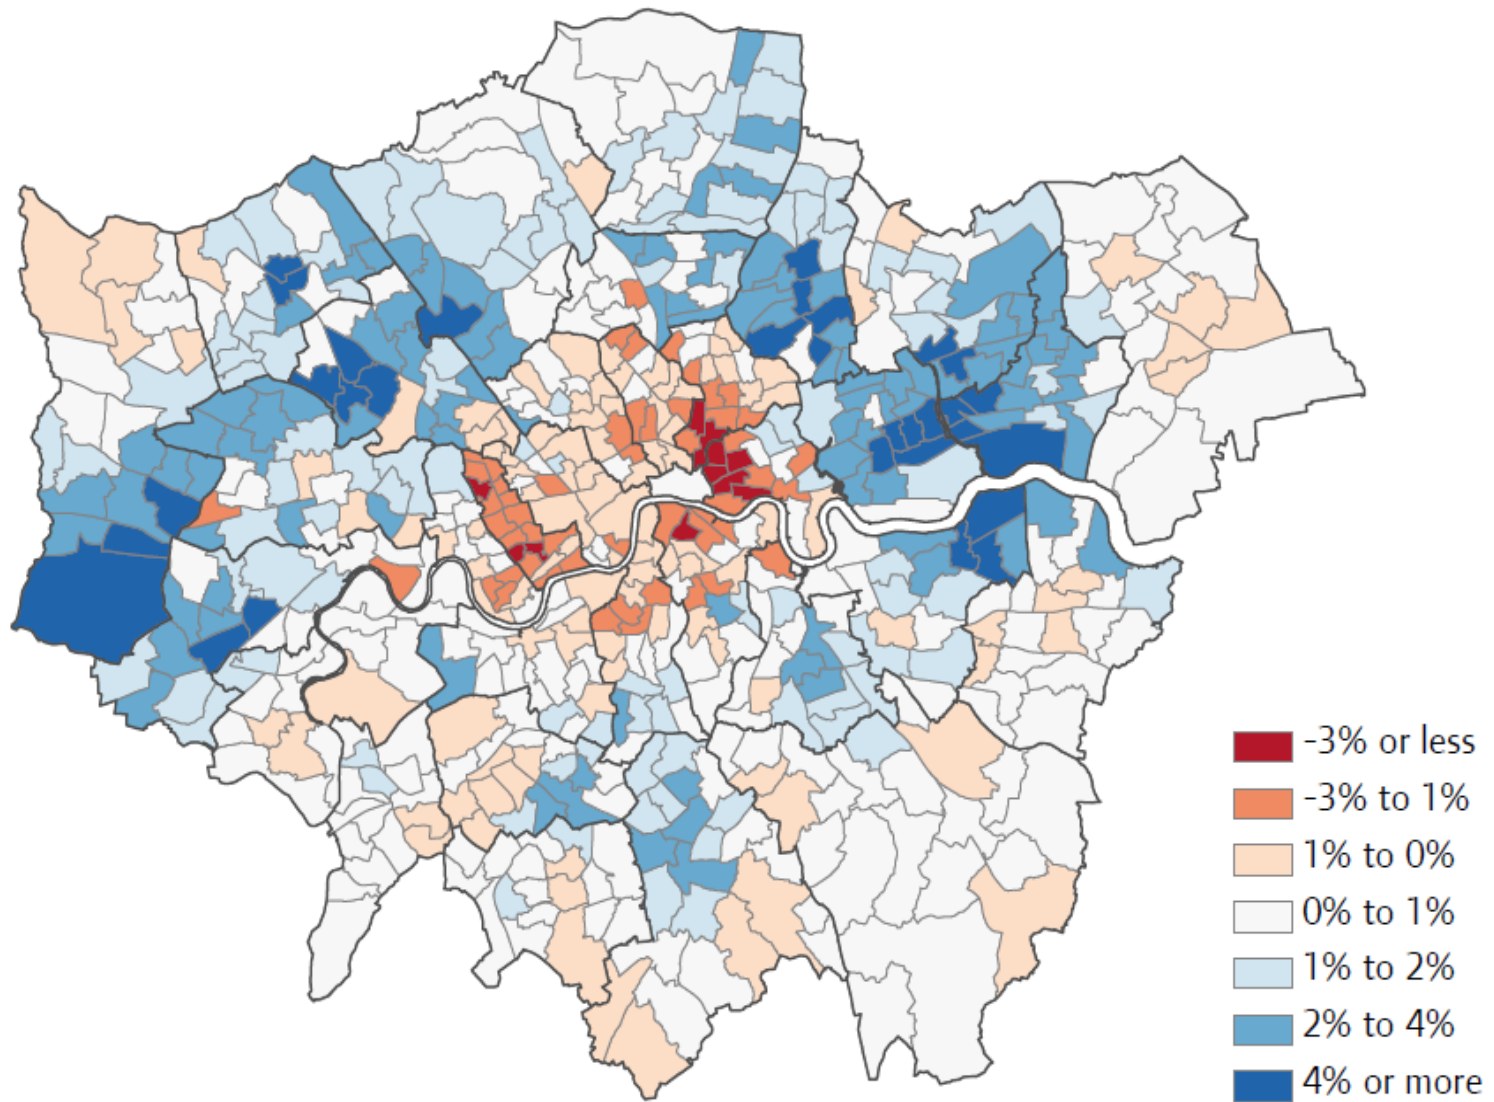 -3% or less
-3% to 1%
1% to 0%
0% to 1%
1% to 2%
2% to 4%
4% or more